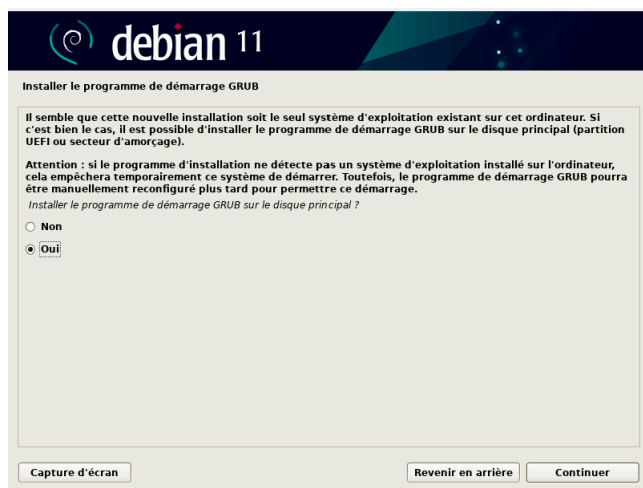 debian 11
Installer le programme de démarrage GRUB
Il semble que cette nouvelle installation soit le seul système d'exploitation existant sur cet ordinateur. Si
c'est bien le cas, il est possible d'installer le programme de démarrage GRUB sur le disque principal (partition
UEFI ou secteur d'amorçage).
Attention : si le programme d'installation ne détecte pas un système d'exploitation installé sur l'ordinateur,
cela empêchera temporairement ce système de démarrer. Toutefois, le programme de démarrage GRUB pourra
être manuellement reconfiguré plus tard pour permettre ce démarrage.
Installer le programme de démarrage GRUB sur le disque principal ?
Non
Oui
Capture d'écran
Revenir en arrière
Continuer